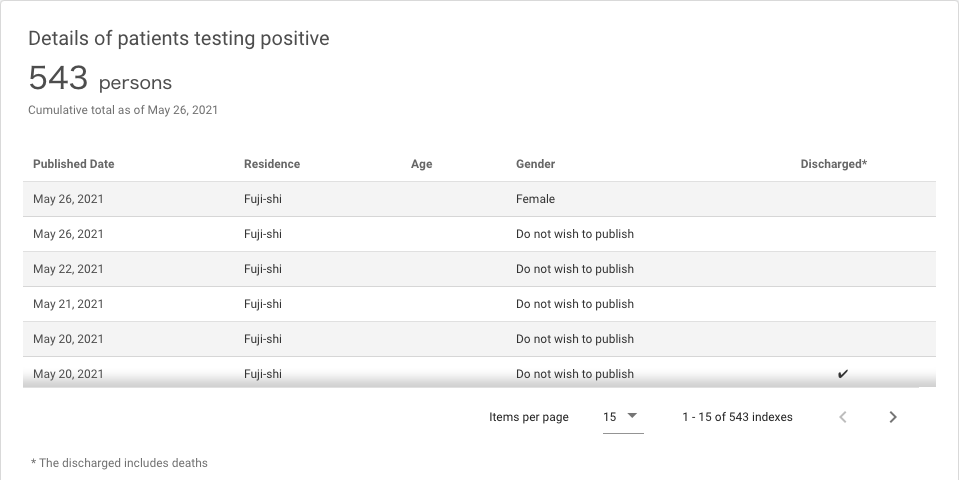 Details of patients testing positive
543 persons
Cumulative total as of May 26, 2021
Published Date Residence Age Gender Discharged*
May 26, 2021 Fuji-shi Female
May 26, 2021 Fuji-shi Do not wish to publish
May 22, 2021 Fuji-shi Do not wish to publish
May 21, 2021 Fuji-shi Do not wish to publish
May 20, 2021 Fuji-shi Do not wish to publish
May 20, 2021 Fuji-shi Do not wish to publish ✔
Items per page 15 1 - 15 of 543 indexes
* The discharged includes deaths